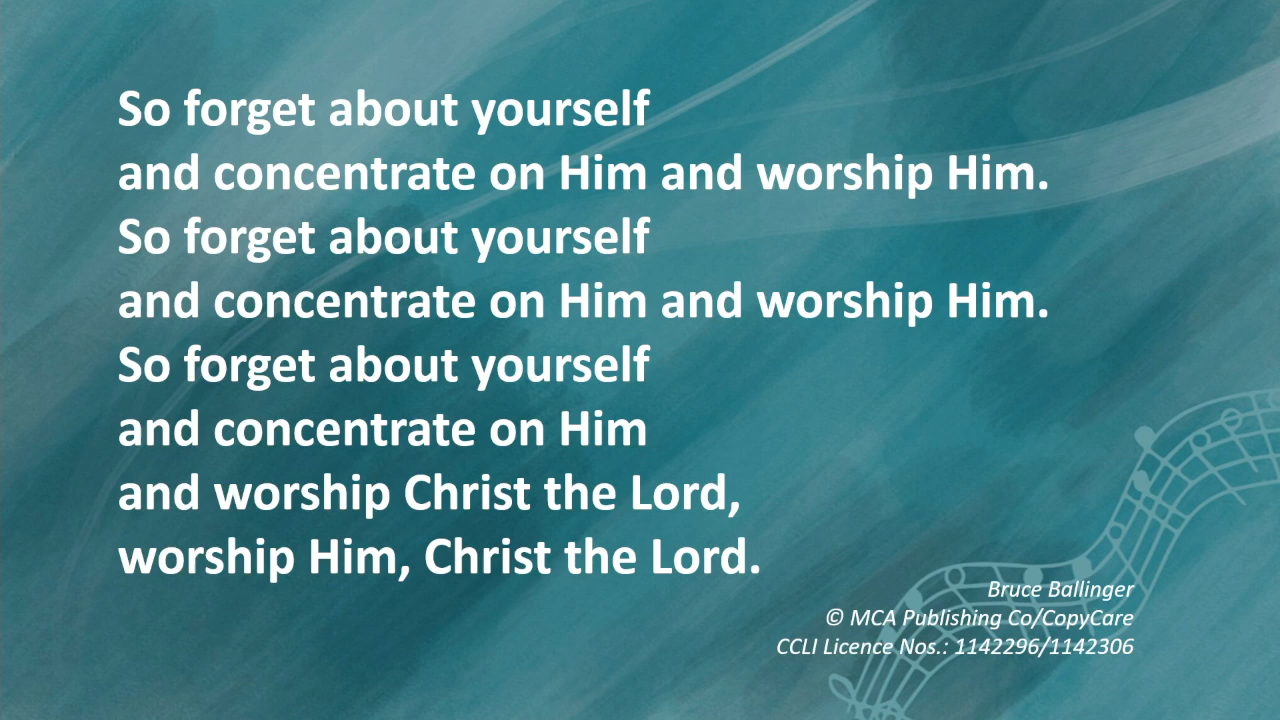 So forget about yourself
and concentrate on Him and worship Him.
So forget about yourself
and concentrate on Him and worship Him.
So forget about yourself
and concentrate on Him
and worship Christ the Lord,
worship Him, Christ the Lord.
Bruce Ballinger
© MCA Publishing Co/CopyCare
CCLI Licence Nos.: 1142296/1142306